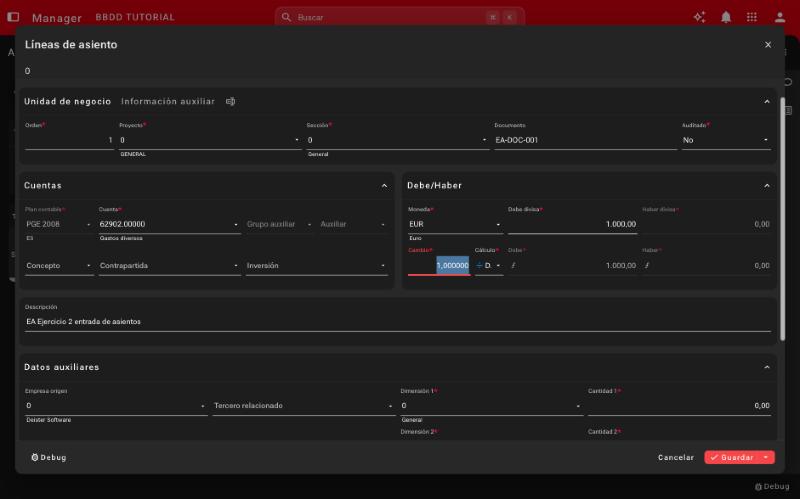 Manager BBDD TUTORIAL Buscar ⌘ K
Líneas de asiento
0
Unidad de negocio Información auxiliar
Orden* Proyecto* Sección* Documento Auditado*
1 0 0 EA-DOC-001 No
GENERAL General
Cuentas Debe/Haber
Plan contable* Cuenta* Moneda* Debe divisa* Haber divisa*
PGE 2008 62902.00000 Grupo auxiliar Auxiliar EUR 1.000,00 0,00
ES Gastos diversos Euro
Cambio* Cálculo* Debe* Haber*
Concepto Contrapartida Inversión 1,000000 ÷ D. 1.000,00 0,00
Descripción
EA Ejercicio 2 entrada de asientos
Datos auxiliares
Empresa origen Dimensión 1* Cantidad 1*
0 Tercero relacionado 0 0,00
Deister Software General
Dimensión 2* Cantidad 2*
Debug Cancelar Guardar
Debug